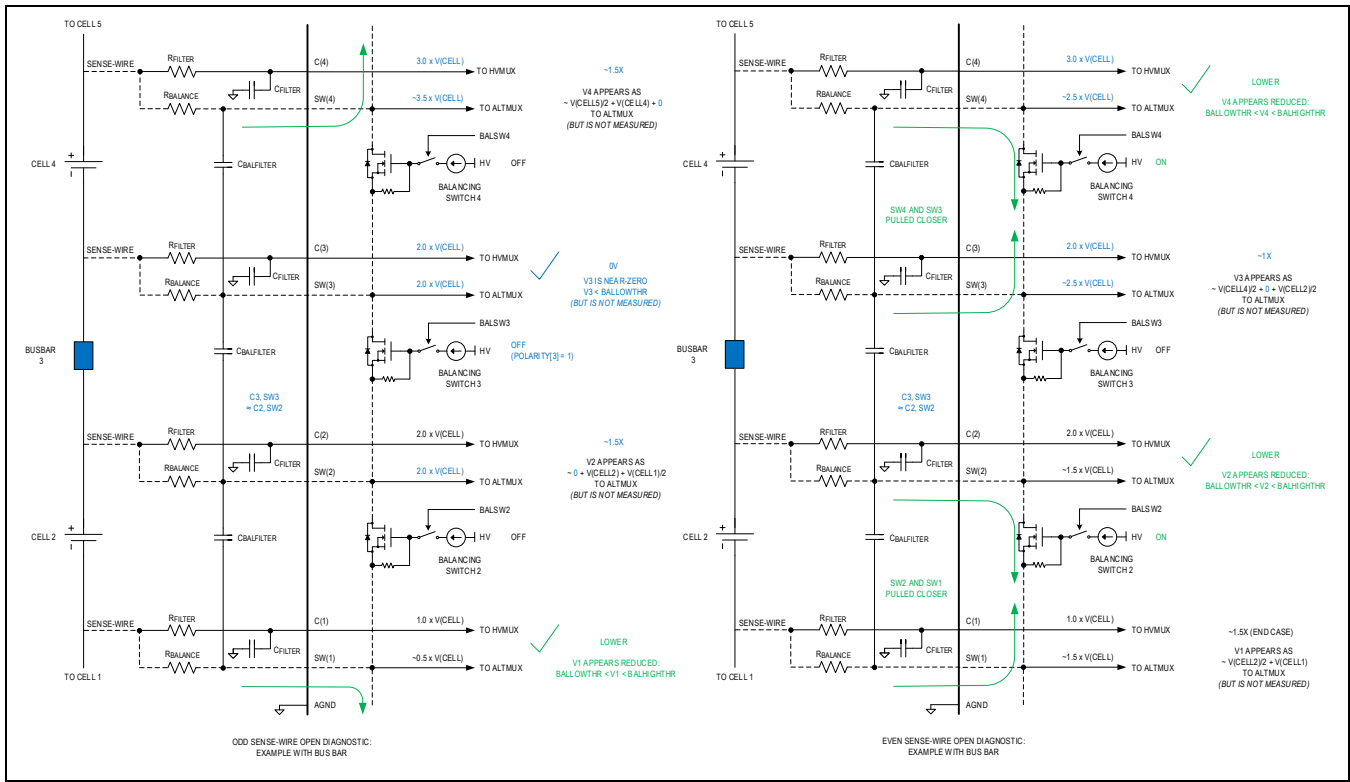 TO CELL 5
SENSE-WIRE
RFILTER
CFILTER
C(4)
3.0 x V(CELL)
TO HVMUX
RBALANCE
SW(4)
~3.5 x V(CELL)
TO ALTMUX
~1.5X
V4 APPEARS AS
~ V(CELL5)/2 + V(CELL4) + 0
TO ALTMUX
(BUT IS NOT MEASURED)
CELL 4
+
-
CBALFILTER
BALSW4
HV
OFF
BALANCING
SWITCH 4
SENSE-WIRE
RFILTER
CFILTER
C(3)
2.0 x V(CELL)
TO HVMUX
RBALANCE
SW(3)
2.0 x V(CELL)
TO ALTMUX
0V
V3 IS NEAR-ZERO
V3 < BALLOWTHR
(BUT IS NOT MEASURED)
BUSBAR
3
CBALFILTER
BALSW3
HV
OFF
(POLARITY[3] = 1)
BALANCING
SWITCH 3
C3, SW3
= C2, SW2
SENSE-WIRE
RFILTER
CFILTER
C(2)
2.0 x V(CELL)
TO HVMUX
RBALANCE
SW(2)
2.0 x V(CELL)
TO ALTMUX
~1.5X
V2 APPEARS AS
~ 0 + V(CELL2) + V(CELL1)/2
TO ALTMUX
(BUT IS NOT MEASURED)
CELL 2
+
-
CBALFILTER
BALSW2
HV
OFF
BALANCING
SWITCH 2
SENSE-WIRE
RFILTER
CFILTER
C(1)
1.0 x V(CELL)
TO HVMUX
RBALANCE
SW(1)
~0.5 x V(CELL)
TO ALTMUX
LOWER
V1 APPEARS REDUCED:
BALLOWTHR < V1 < BALHIGHTHR
TO CELL 1
AGND
ODD SENSE-WIRE OPEN DIAGNOSTIC:
EXAMPLE WITH BUS BAR
TO CELL 5
SENSE-WIRE
RFILTER
CFILTER
C(4)
3.0 x V(CELL)
TO HVMUX
RBALANCE
SW(4)
~2.5 x V(CELL)
TO ALTMUX
LOWER
V4 APPEARS REDUCED:
BALLOWTHR < V4 < BALHIGHTHR
CELL 4
+
-
CBALFILTER
BALSW4
HV
ON
BALANCING
SWITCH 4
SW4 AND SW3
PULLED CLOSER
SENSE-WIRE
RFILTER
CFILTER
C(3)
2.0 x V(CELL)
TO HVMUX
RBALANCE
SW(3)
~2.5 x V(CELL)
TO ALTMUX
~1X
V3 APPEARS AS
~ V(CELL4)/2 + 0 + V(CELL2)/2
TO ALTMUX
(BUT IS NOT MEASURED)
BUSBAR
3
CBALFILTER
BALSW3
HV
OFF
BALANCING
SWITCH 3
C3, SW3
= C2, SW2
SENSE-WIRE
RFILTER
CFILTER
C(2)
2.0 x V(CELL)
TO HVMUX
RBALANCE
SW(2)
~1.5 x V(CELL)
TO ALTMUX
LOWER
V2 APPEARS REDUCED:
BALLOWTHR < V2 < BALHIGHTHR
CELL 2
+
-
CBALFILTER
BALSW2
HV
ON
BALANCING
SWITCH 2
SW2 AND SW1
PULLED CLOSER
SENSE-WIRE
RFILTER
CFILTER
C(1)
1.0 x V(CELL)
TO HVMUX
RBALANCE
SW(1)
~1.5 x V(CELL)
TO ALTMUX
~1.5X (END CASE)
V1 APPEARS AS
~ V(CELL2)/2 + V(CELL1)
TO ALTMUX
(BUT IS NOT MEASURED)
TO CELL 1
AGND
EVEN SENSE-WIRE OPEN DIAGNOSTIC:
EXAMPLE WITH BUS BAR